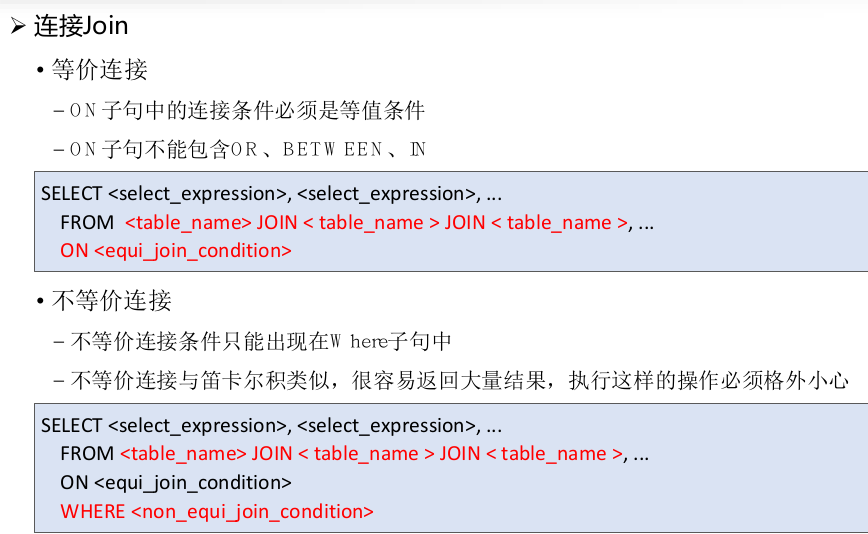 ➢ 连接Join
• 等价连接
– ON 子句中的连接条件必须是等值条件
– ON 子句不能包含OR、BETWEEN、IN
SELECT <select_expression>, <select_expression>, ...
FROM <table_name> JOIN < table_name > JOIN < table_name >, ...
ON <equi_join_condition>
• 不等价连接
– 不等价连接条件只能出现在Where子句中
– 不等价连接与笛卡尔积类似，很容易返回大量结果，执行这样的操作必须格外小心
SELECT <select_expression>, <select_expression>, ...
FROM <table_name> JOIN < table_name > JOIN < table_name >, ...
ON <equi_join_condition>
WHERE <non_equi_join_condition>